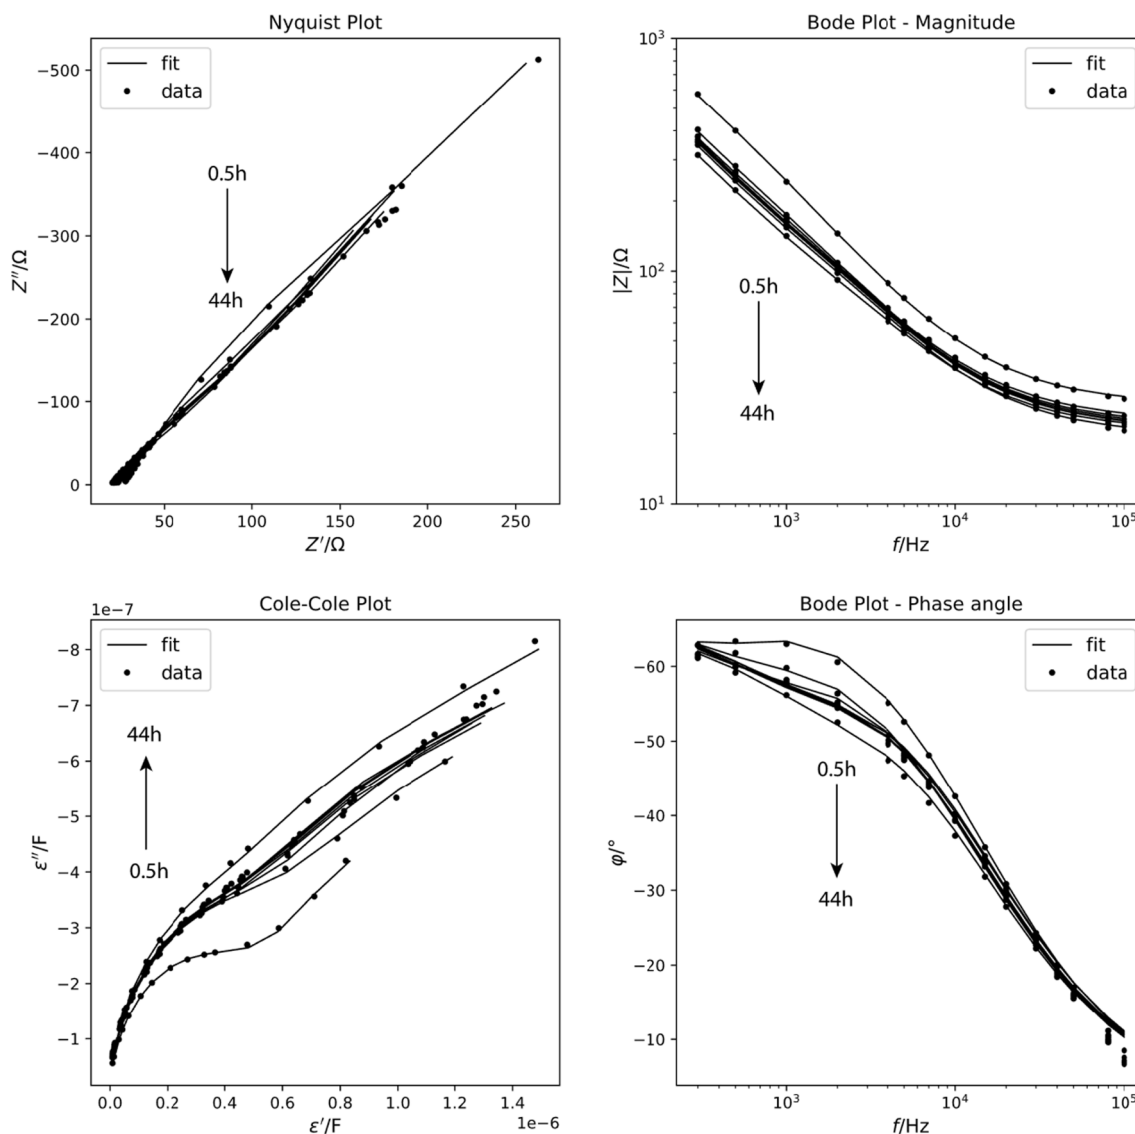 Nyquist Plot
fit
data
−500
−400
−300
−200
−100
0
0.5h
44h
50
100
150
200
250
Z′/Ω
Z″/Ω
Bode Plot - Magnitude
fit
data
10³
10²
10¹
0.5h
44h
10³
10⁴
10⁵
f/Hz
|Z|/Ω
Cole-Cole Plot
1e−7
fit
data
−8
−7
−6
−5
−4
−3
−2
−1
44h
0.5h
0.0
0.2
0.4
0.6
0.8
1.0
1.2
1.4
1e−6
ε′/F
ε″/F
Bode Plot - Phase angle
fit
data
−60
−50
−40
−30
−20
−10
0.5h
44h
10³
10⁴
10⁵
f/Hz
φ/°